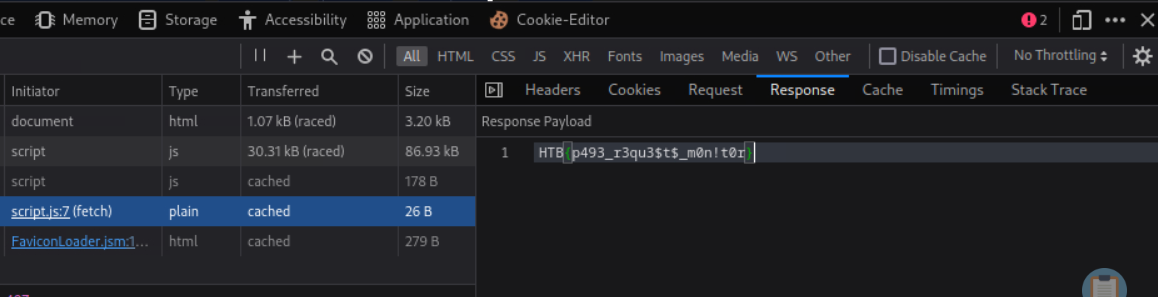 ce Memory Storage Accessibility Application Cookie-Editor 2
All HTML CSS JS XHR Fonts Images Media WS Other Disable Cache No Throttling
Initiator Type Transferred Size Headers Cookies Request Response Cache Timings Stack Trace
document html 1.07 kB (raced) 3.20 kB Response Payload
script js 30.31 kB (raced) 86.93 kB 1 HTB{p493_r3qu3$t$_m0n!t0r}
script js cached 178 B
script.js:7 (fetch) plain cached 26 B
FaviconLoader.jsm:1... html cached 279 B